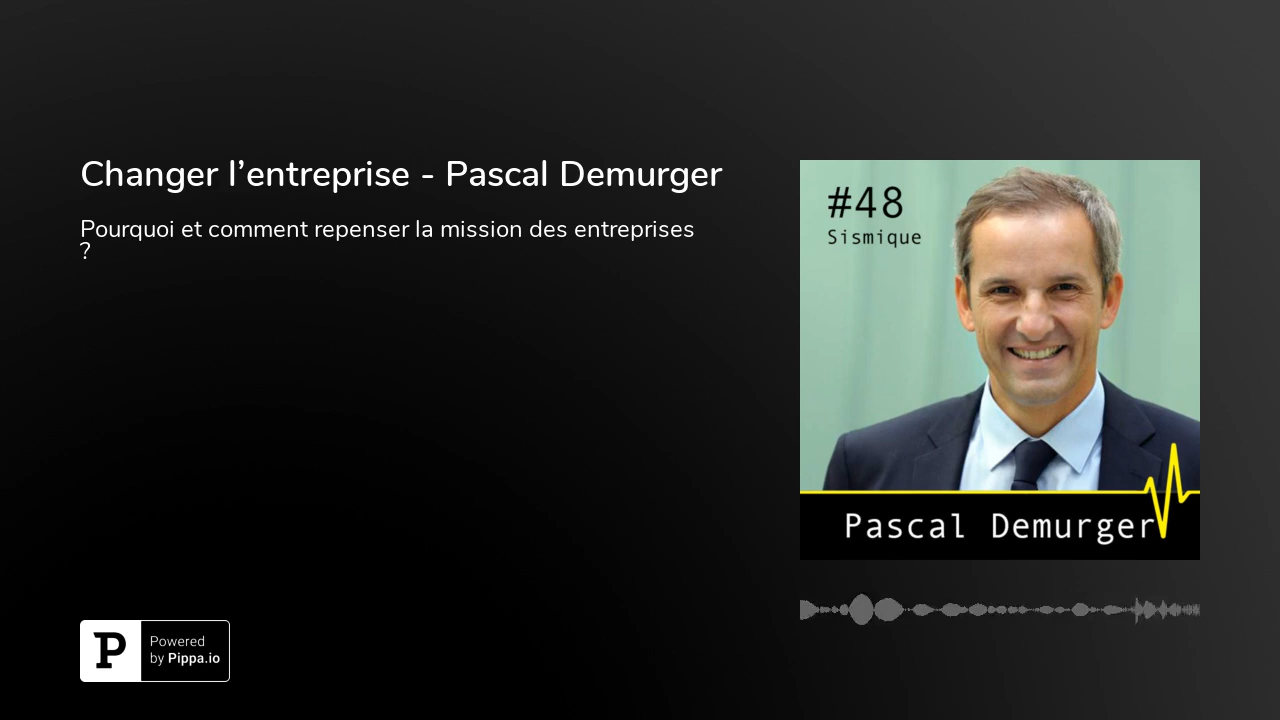 Changer l’entreprise - Pascal Demurger
Pourquoi et comment repenser la mission des entreprises
?
#48
Sismique
Pascal Demurger
P
Powered
by Pippa.io